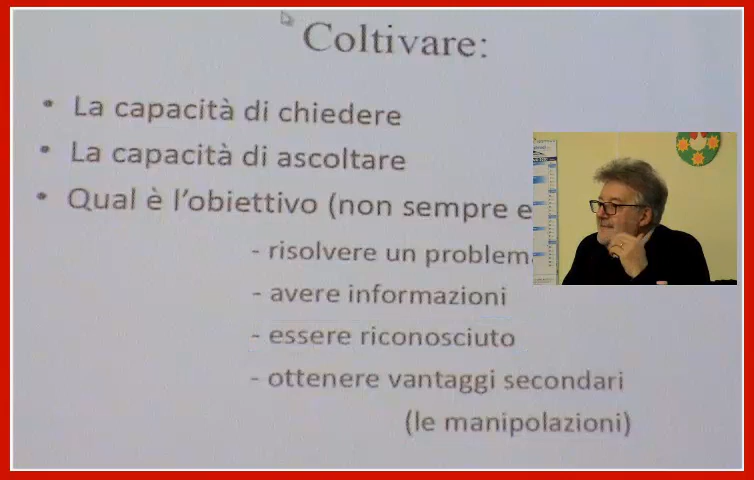 Coltivare:
• La capacità di chiedere
• La capacità di ascoltare
• Qual è l'obiettivo (non sempre e
- risolvere un problem
- avere informazioni
- essere riconosciuto
- ottenere vantaggi secondari
(le manipolazioni)